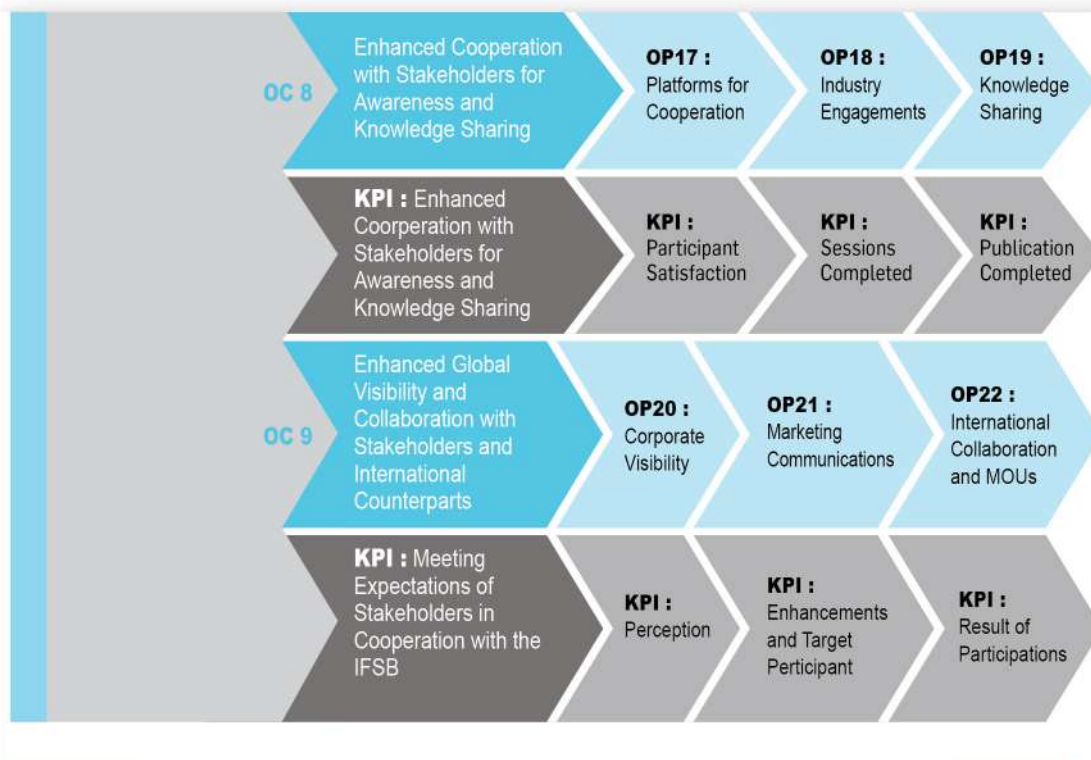 OC 8
Enhanced Cooperation
with Stakeholders for
Awareness and
Knowledge Sharing
OP17 :
Platforms for
Cooperation
OP18 :
Industry
Engagements
OP19 :
Knowledge
Sharing
KPI : Enhanced
Coorperation with
Stakeholders for
Awareness and
Knowledge Sharing
KPI :
Participant
Satisfaction
KPI :
Sessions
Completed
KPI :
Publication
Completed
OC 9
Enhanced Global
Visibility and
Collaboration with
Stakeholders and
International
Counterparts
OP20 :
Corporate
Visibility
OP21 :
Marketing
Communications
OP22 :
International
Collaboration
and MOUs
KPI : Meeting
Expectations of
Stakeholders in
Cooperation with the
IFSB
KPI :
Perception
KPI :
Enhancements
and Target
Perticipant
KPI :
Result of
Participations